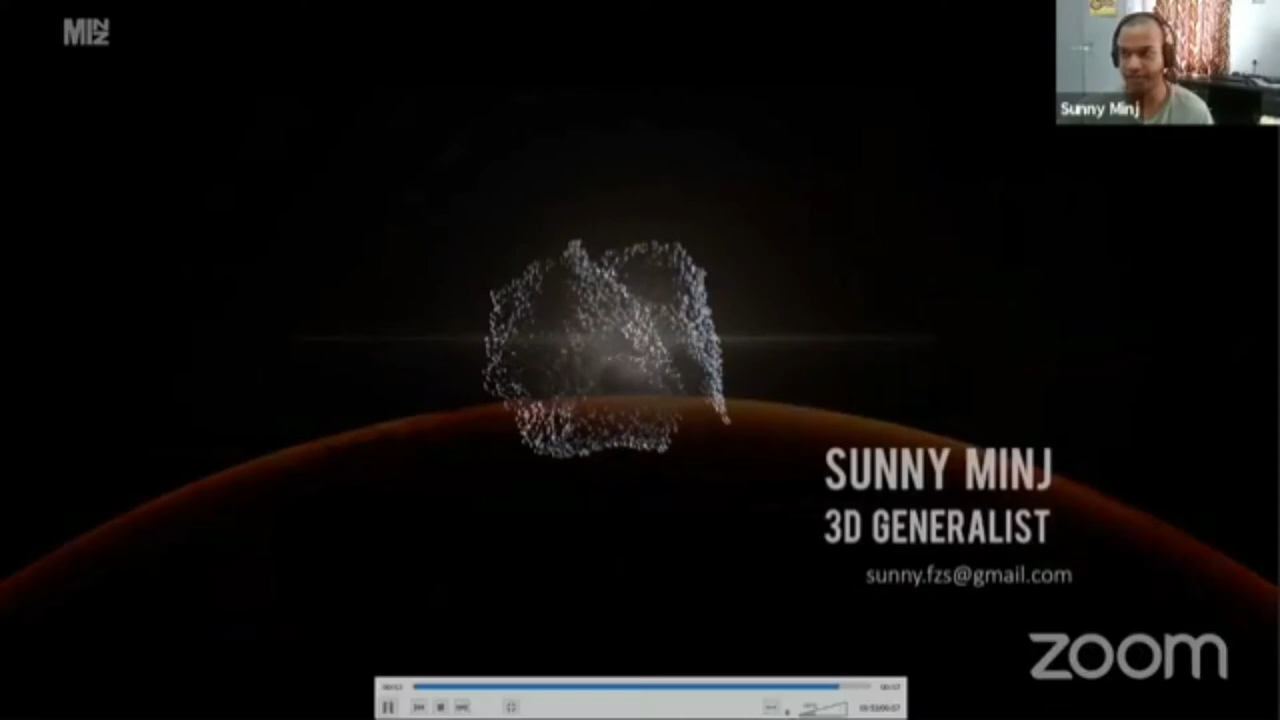 MINZ
Sunny Minj
SUNNY MINJ
3D GENERALIST
sunny.fzs@gmail.com
zoom